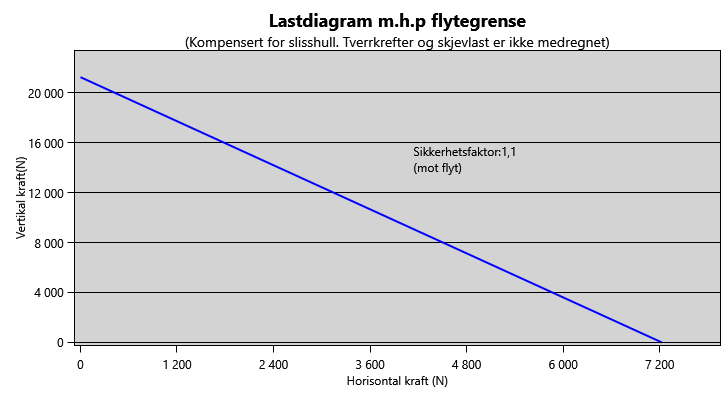 Lastdiagram m.h.p flytegrense
(Kompensert for slisshull. Tverrkrefter og skjevlast er ikke medregnet)
Vertikal kraft(N)
20 000
16 000
12 000
8 000
4 000
0
Sikkerhetsfaktor:1,1
(mot flyt)
0 1 200 2 400 3 600 4 800 6 000 7 200
Horisontal kraft (N)